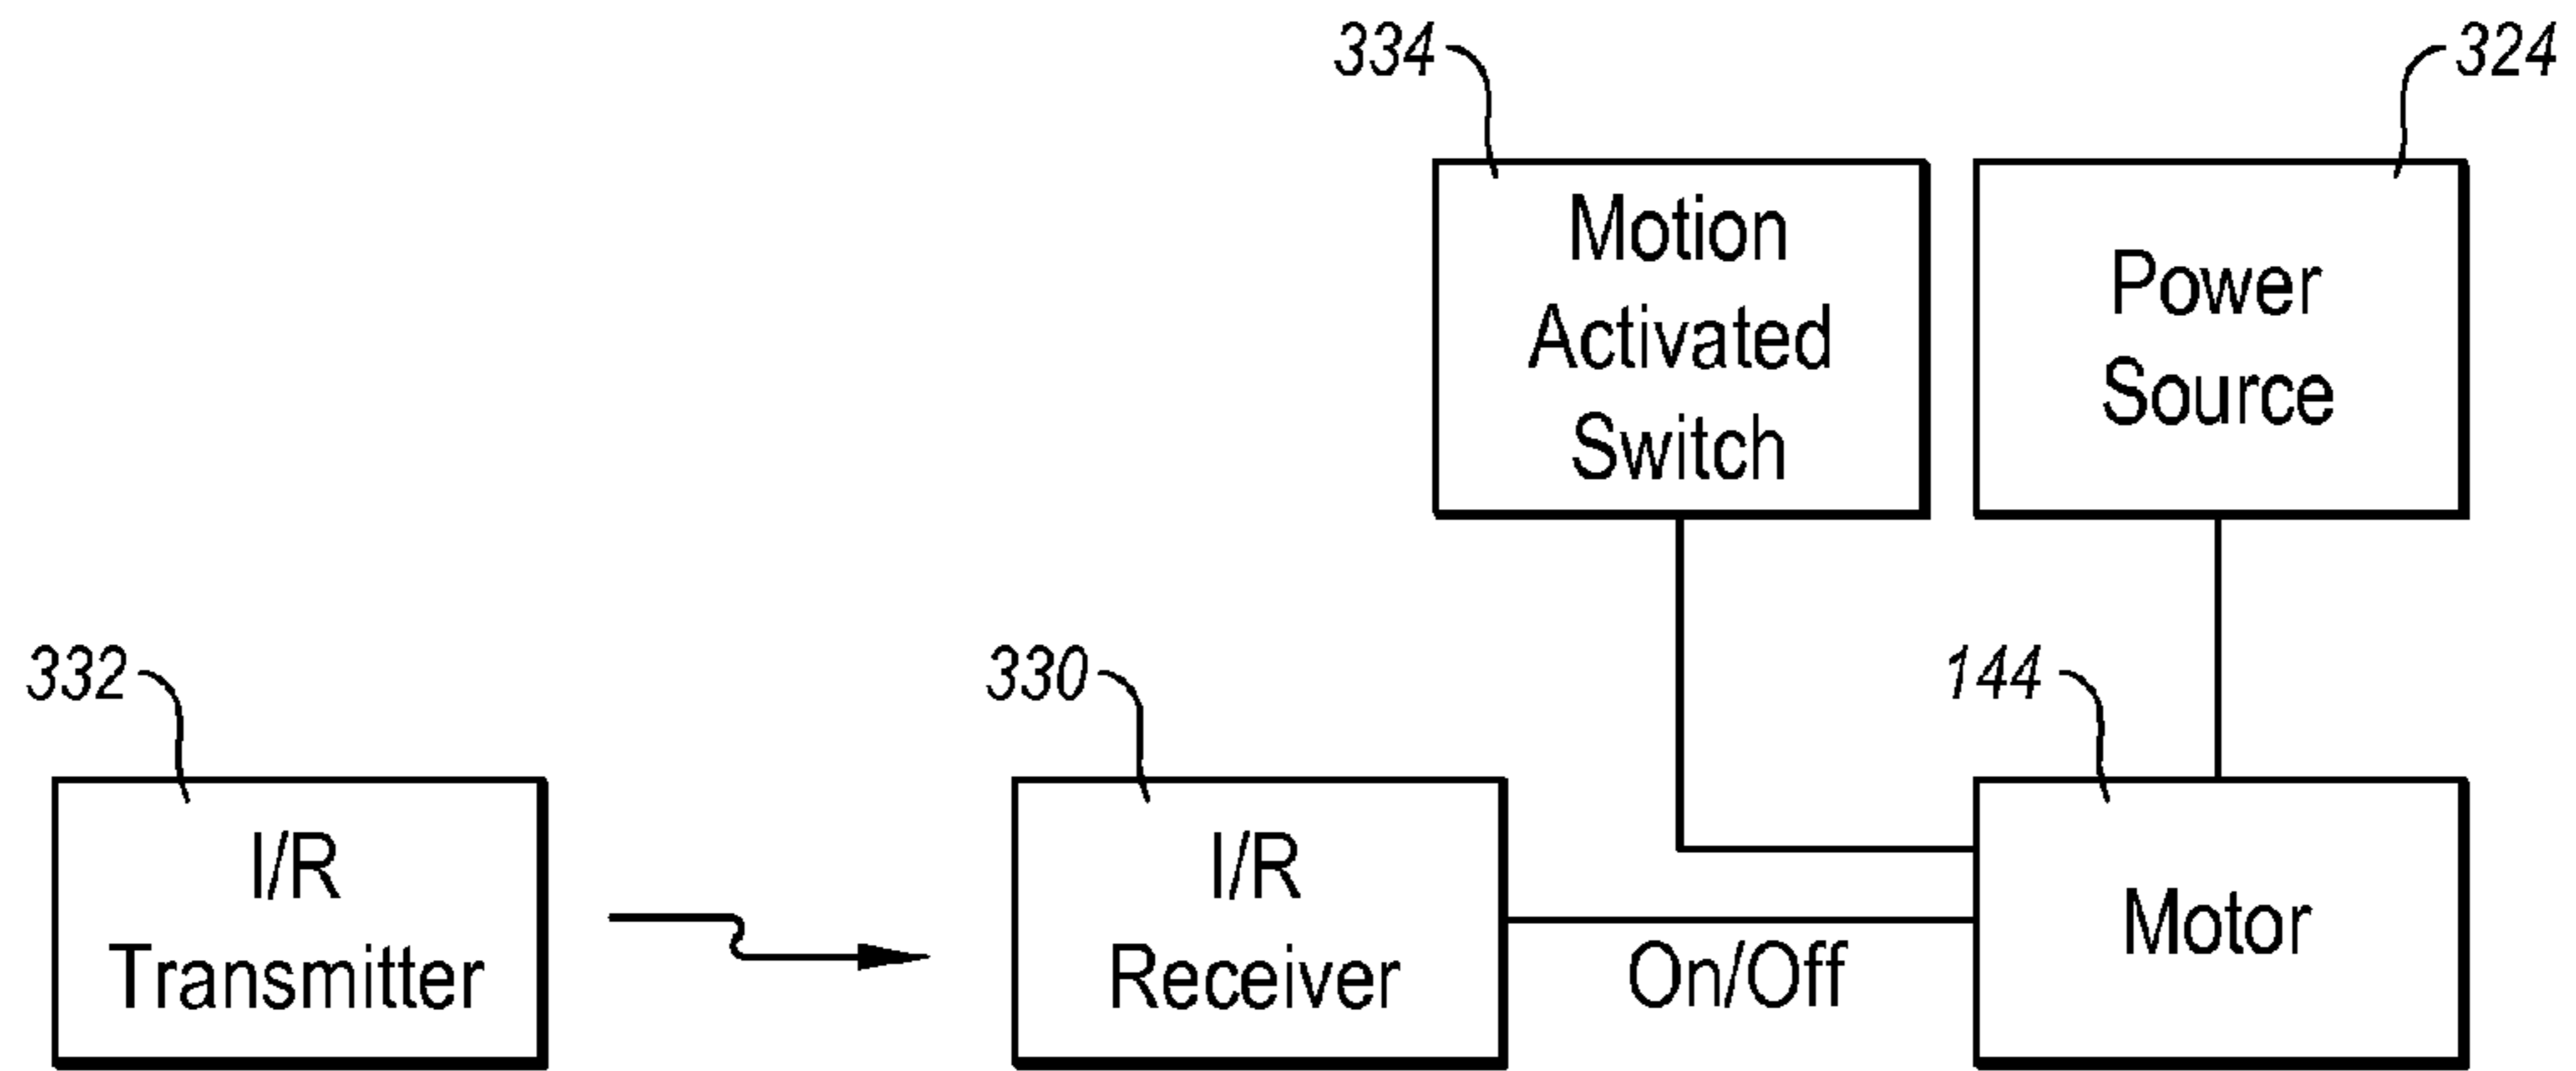 334
324
Motion
Activated
Switch
Power
Source
332
330
144
I/R
Transmitter
I/R
Receiver
On/Off
Motor